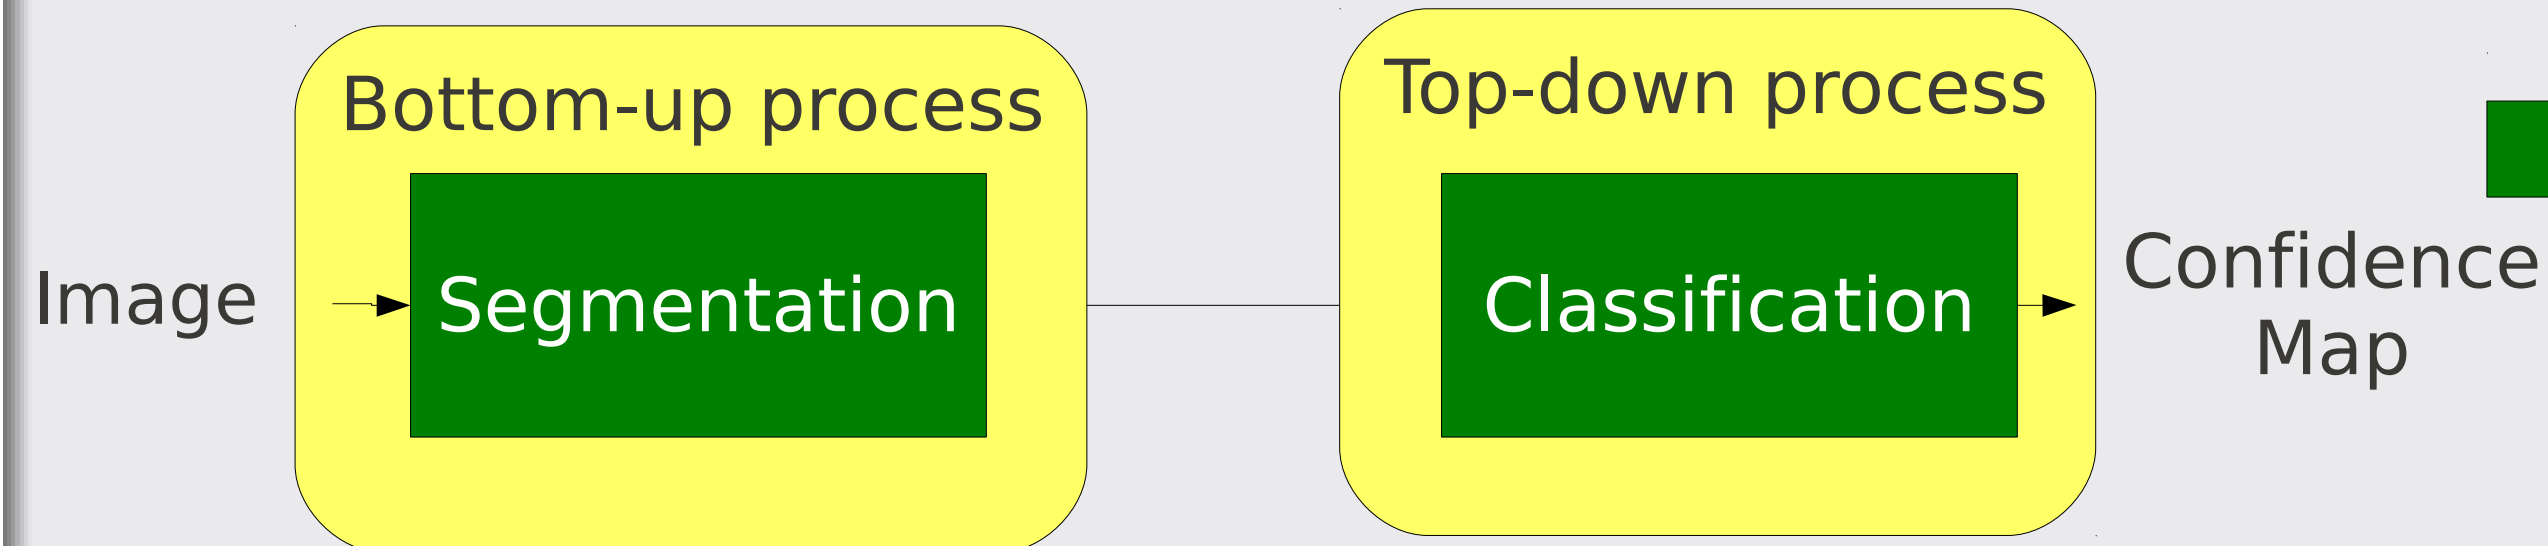 Bottom-up process
Top-down process
Image
Segmentation
Classification
Confidence
Map